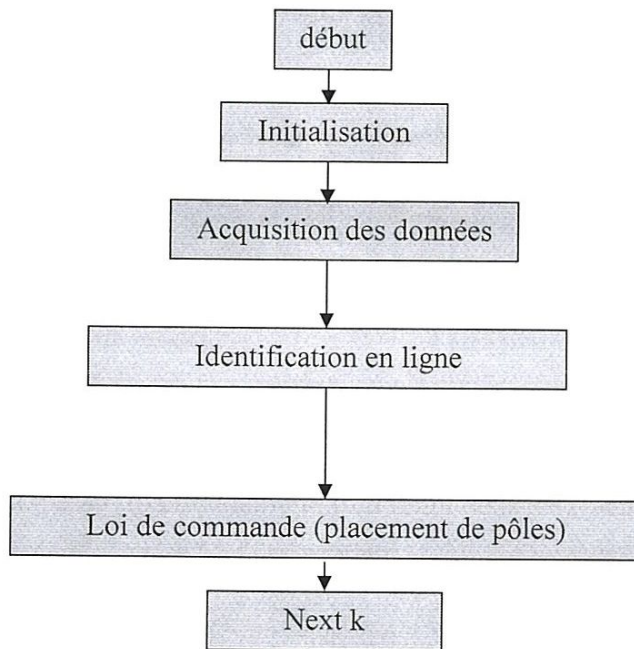 début
Initialisation
Acquisition des données
Identification en ligne
Loi de commande (placement de pôles)
Next k